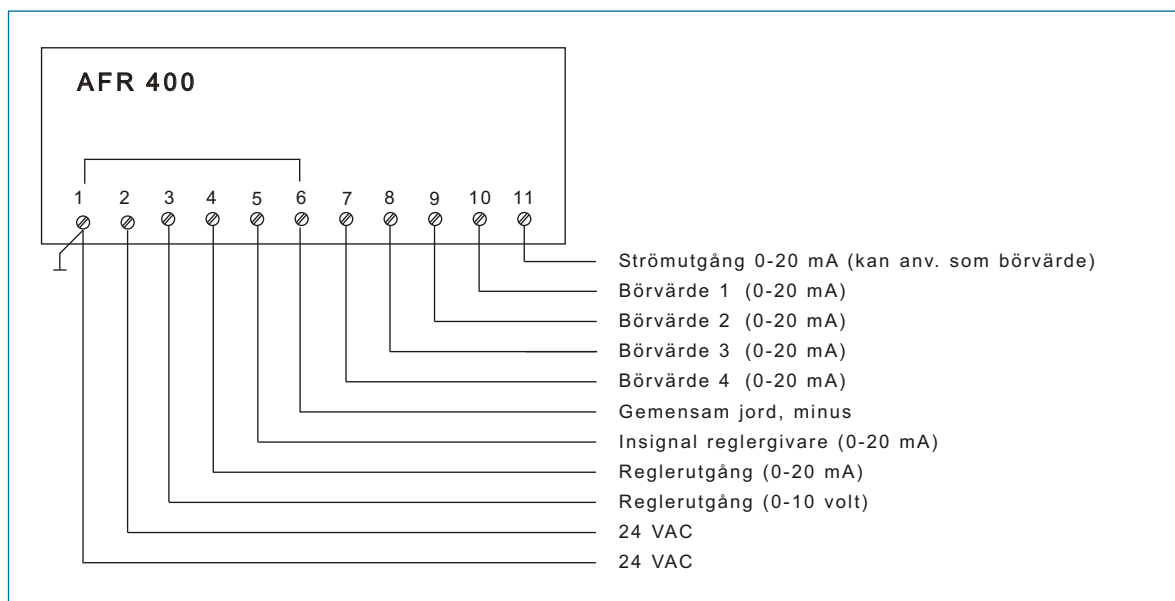 AFR 400
1 2 3 4 5 6 7 8 9 10 11
Strömutgång 0-20 mA (kan anv. som börvärde)
Börvärde 1 (0-20 mA)
Börvärde 2 (0-20 mA)
Börvärde 3 (0-20 mA)
Börvärde 4 (0-20 mA)
Gemensam jord, minus
Insignal reglergivare (0-20 mA)
Reglerutgång (0-20 mA)
Reglerutgång (0-10 volt)
24 VAC
24 VAC